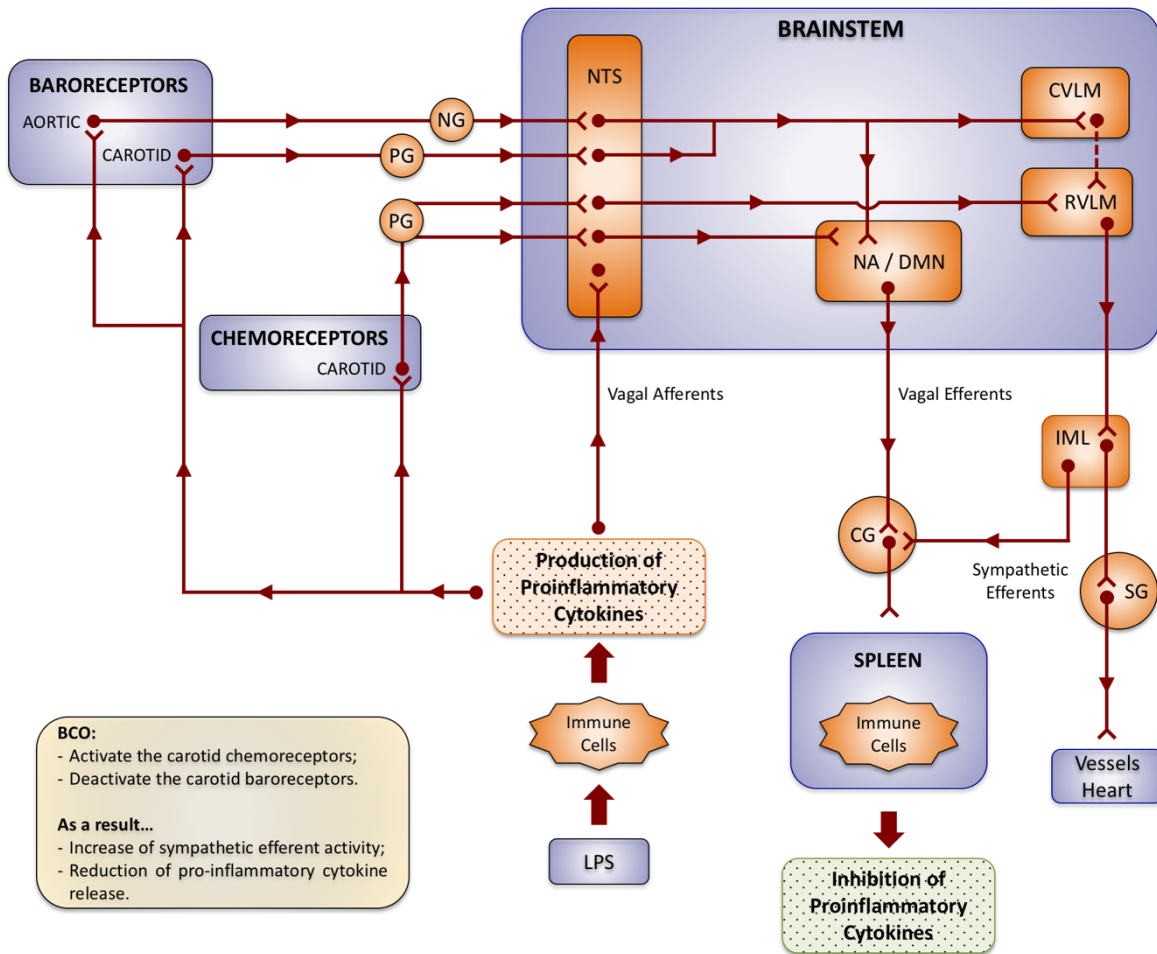 BRAINSTEM
BARORECEPTORS
AORTIC
CAROTID
NG
PG
PG
NTS
CVLM
RVLM
NA / DMN
CHEMORECEPTORS
CAROTID
Vagal Afferents
Vagal Efferents
IML
CG
Sympathetic
Efferents
SG
Production of
Proinflammatory
Cytokines
SPLEEN
Immune
Cells
Immune
Cells
Vessels
Heart
LPS
Inhibition of
Proinflammatory
Cytokines
BCO:
- Activate the carotid chemoreceptors;
- Deactivate the carotid baroreceptors.
As a result...
- Increase of sympathetic efferent activity;
- Reduction of pro-inflammatory cytokine
release.